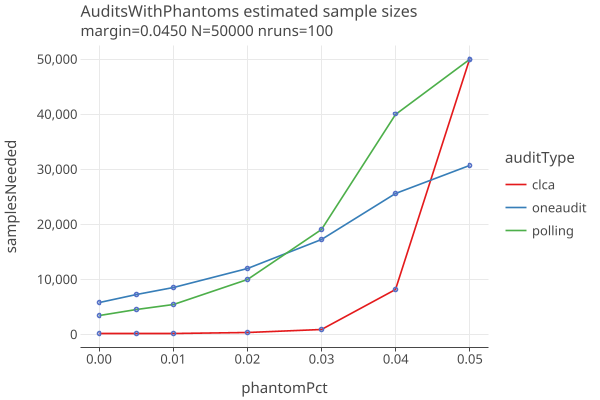 AuditsWithPhantoms estimated sample sizes
margin=0.0450 N=50000 nruns=100
samplesNeeded
50,000
40,000
30,000
20,000
10,000
0
0.00
0.01
0.02
0.03
0.04
0.05
phantomPct
auditType
clca
oneaudit
polling